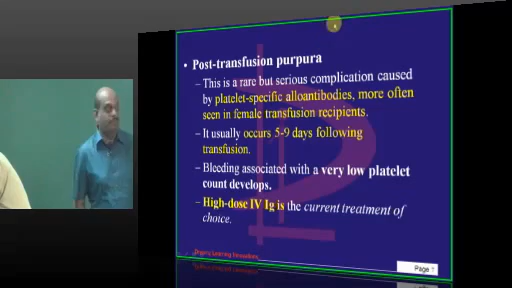 • Post-transfusion purpura
– This is a rare but serious complication caused
by platelet-specific alloantibodies, more often
seen in female transfusion recipients.
– It usually occurs 5-9 days following
transfusion.
– Bleeding associated with a very low platelet
count develops.
– High-dose IV Ig is the current treatment of
choice.
Page